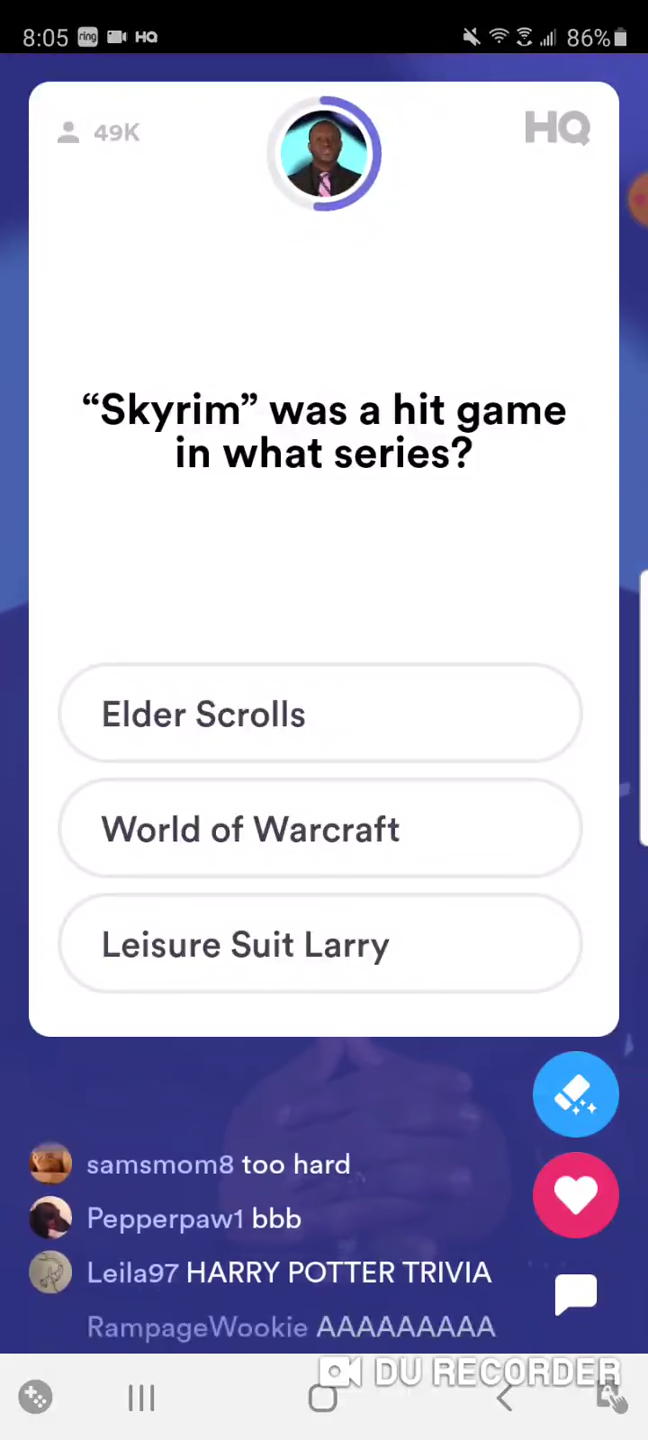 8:05 ring HQ 86%
49K
HQ
“Skyrim” was a hit game
in what series?
Elder Scrolls
World of Warcraft
Leisure Suit Larry
samsmom8 too hard
Pepperpaw1 bbb
Leila97 HARRY POTTER TRIVIA
RampageWookie AAAAAAAAA
DU RECORDER